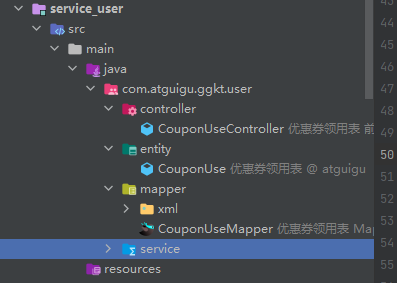 service_user
src
main
java
com.atguigu.ggkt.user
controller
CouponUseController 优惠券领用表 前
entity
CouponUse 优惠券领用表 @ atguigu
mapper
xml
CouponUseMapper 优惠券领用表 Map
service
resources
44
45
46
47
48
49
50
51
52
53
54
55